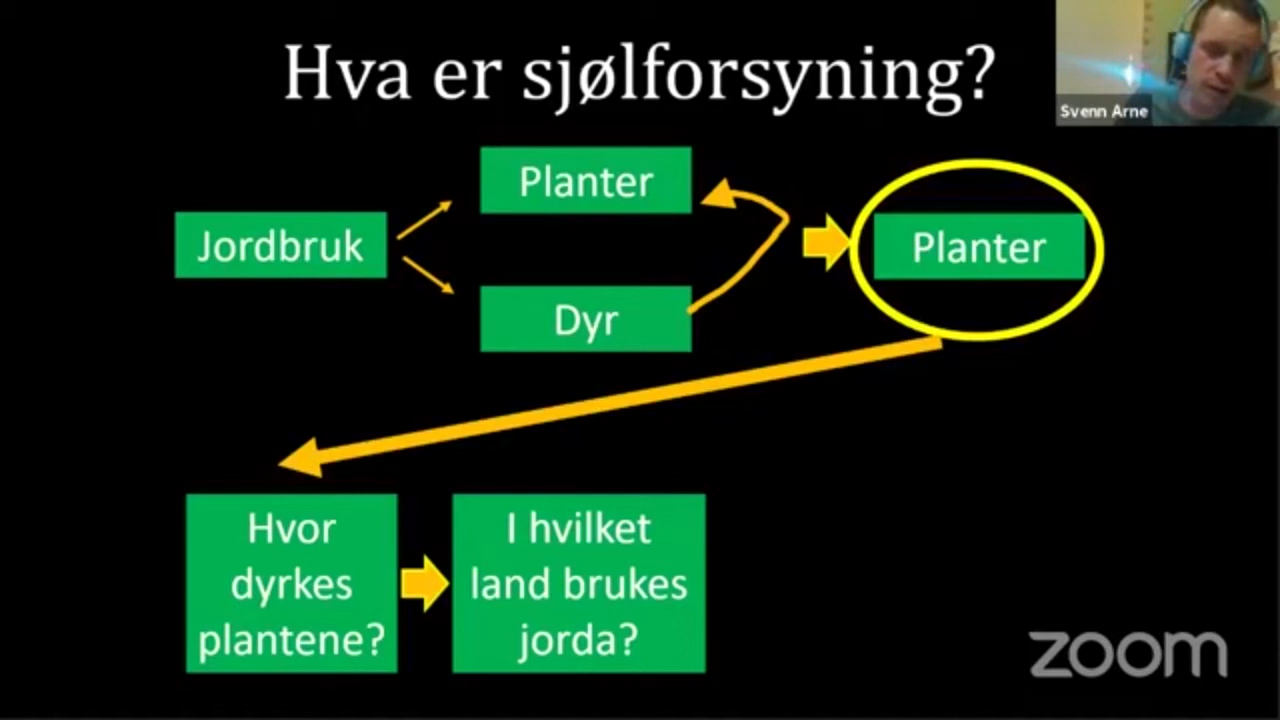 Hva er sjølforsyning?
Svenn Arne
Planter
Jordbruk
Planter
Dyr
Hvor
dyrkes
plantene?
I hvilket
land brukes
jorda?
zoom